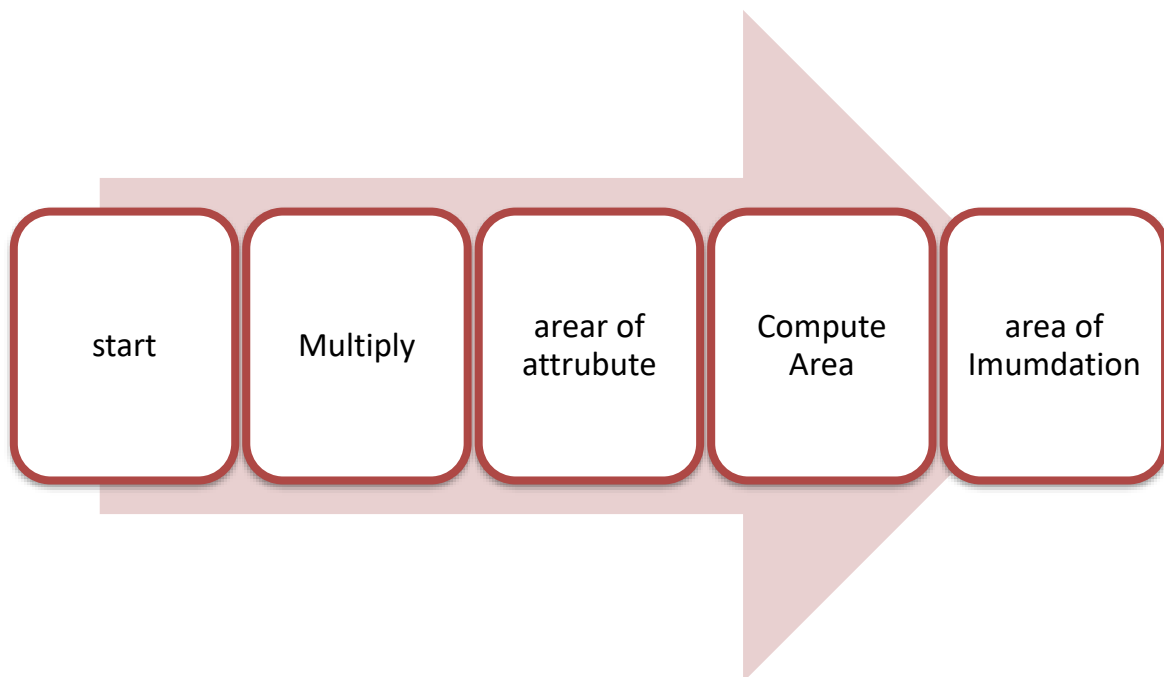 start
Multiply
arear of
attrubute
Compute
Area
area of
Imumdation